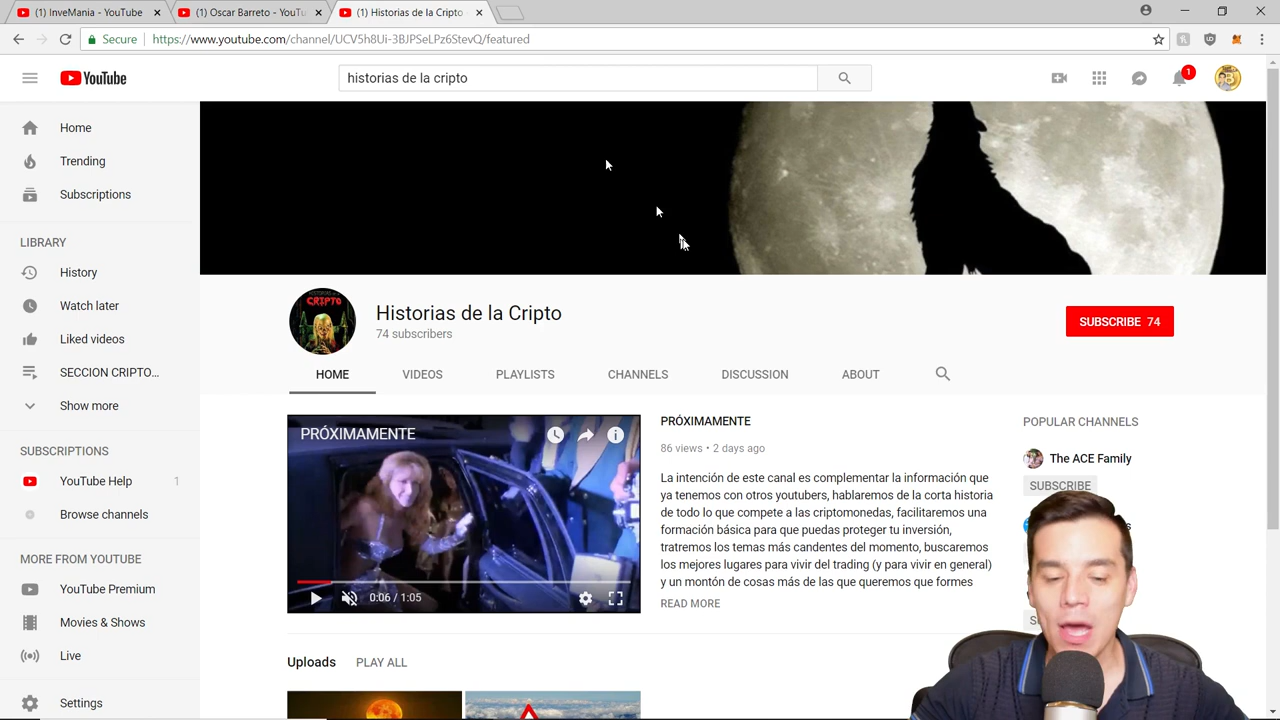 (1) InveMania - YouTube
(1) Oscar Barreto - YouTu
(1) Historias de la Cripto
Secure
https://www.youtube.com/channel/UCV5h8Ui-3BJPSeLPz6StevQ/featured
YouTube
historias de la cripto
1
Home
Trending
Subscriptions
LIBRARY
History
Watch later
Liked videos
SECCION CRIPTO...
Show more
SUBSCRIPTIONS
YouTube Help 1
Browse channels
MORE FROM YOUTUBE
YouTube Premium
Movies & Shows
Live
Settings
CRIPTO
Historias de la Cripto
74 subscribers
SUBSCRIBE 74
HOME
VIDEOS
PLAYLISTS
CHANNELS
DISCUSSION
ABOUT
PRÓXIMAMENTE
0:06 / 1:05
PRÓXIMAMENTE
86 views • 2 days ago
La intención de este canal es complementar la información que
ya tenemos con otros youtubers, hablaremos de la corta historia
de todo lo que compete a las criptomonedas, facilitaremos una
formación básica para que puedas proteger tu inversión,
tratremos los temas más candentes del momento, buscaremos
los mejores lugares para vivir del trading (y para vivir en general)
y un montón de cosas más de las que queremos que formes
READ MORE
POPULAR CHANNELS
The ACE Family
SUBSCRIBE
Uploads
PLAY ALL